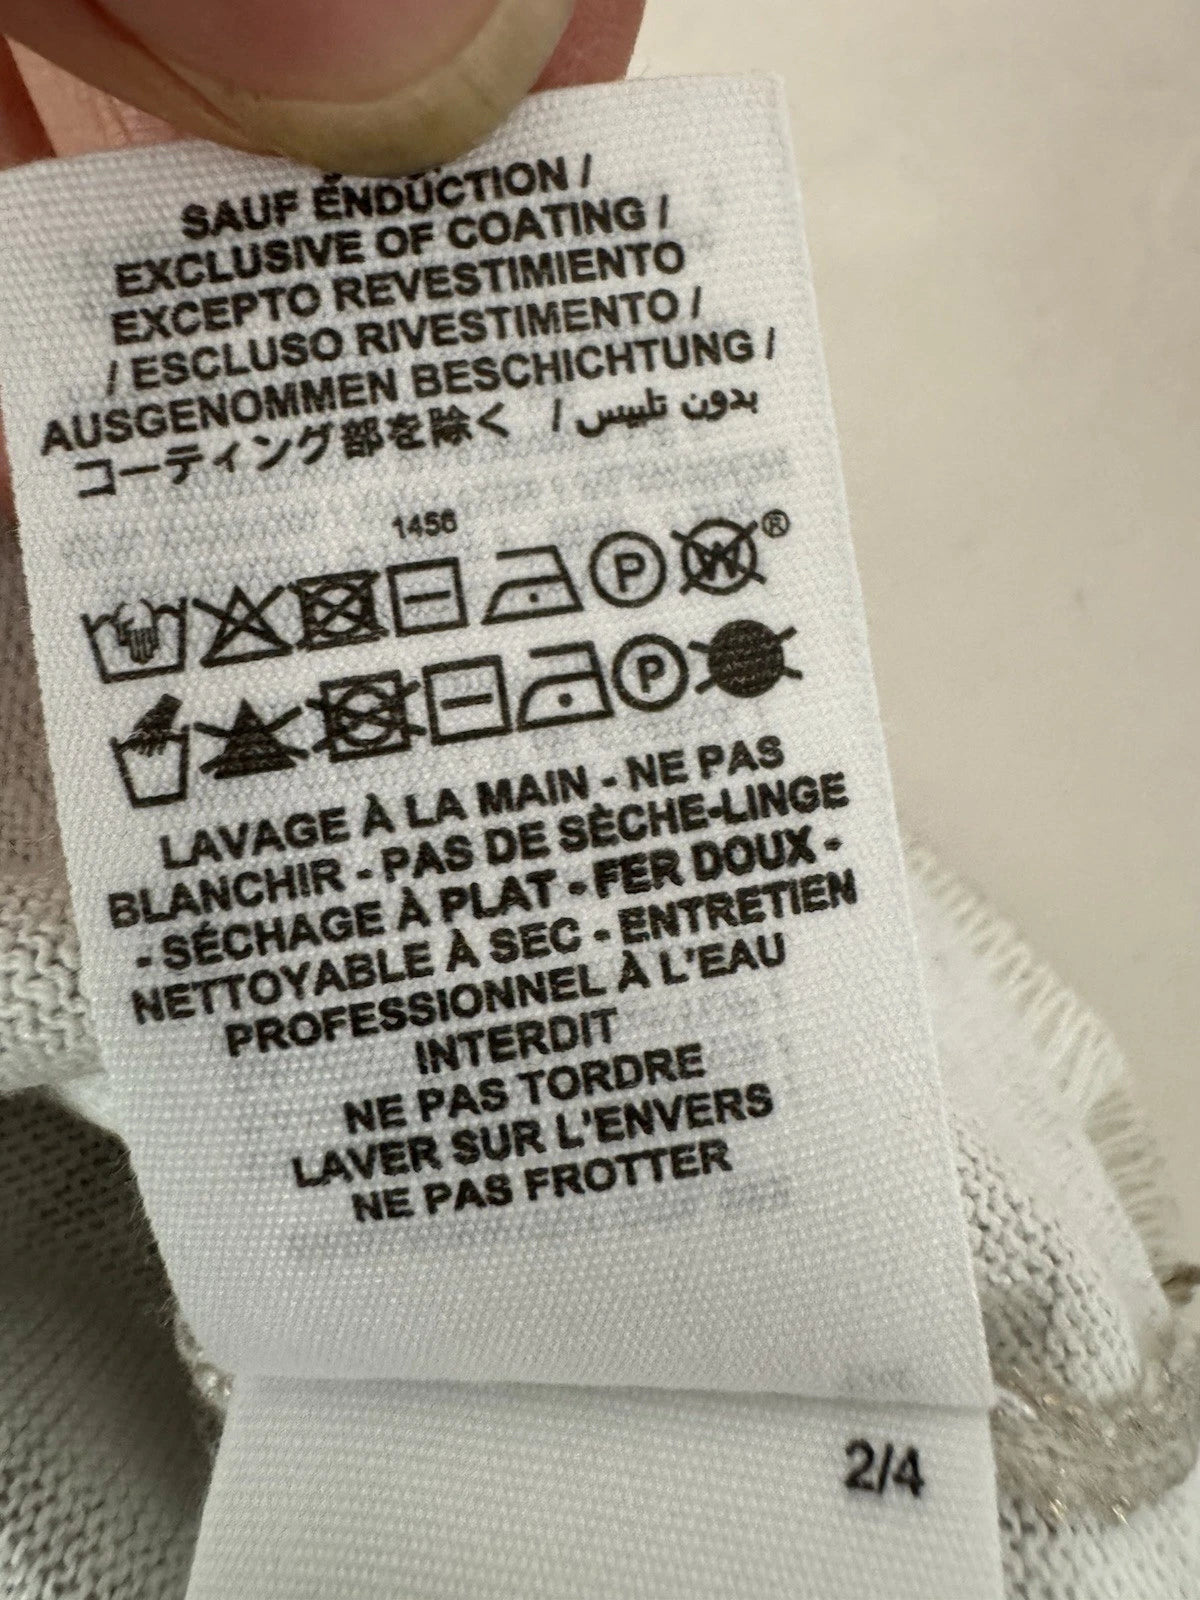 SAUF ENDUCTION /
EXCLUSIVE OF COATING /
EXCEPTO REVESTIMIENTO
/ ESCLUSO RIVESTIMENTO /
AUSGENOMMEN BESCHICHTUNG /
コーティング部を除く / بدون تلبيس
1456
P W ®
P
LAVAGE À LA MAIN - NE PAS
BLANCHIR - PAS DE SÈCHE-LINGE
- SÉCHAGE À PLAT - FER DOUX -
NETTOYABLE À SEC - ENTRETIEN
PROFESSIONNEL À L'EAU
INTERDIT
NE PAS TORDRE
LAVER SUR L'ENVERS
NE PAS FROTTER
2/4